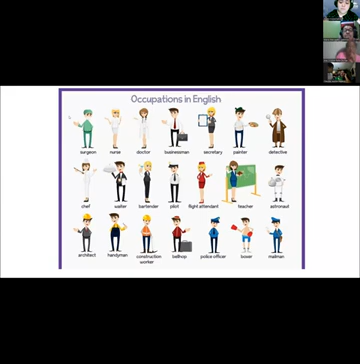 Occupations in English
surgeon nurse doctor businessman secretary painter detective
chef waiter bartender pilot flight attendant teacher astronaut
architect handyman construction worker bellhop police officer boxer mailman